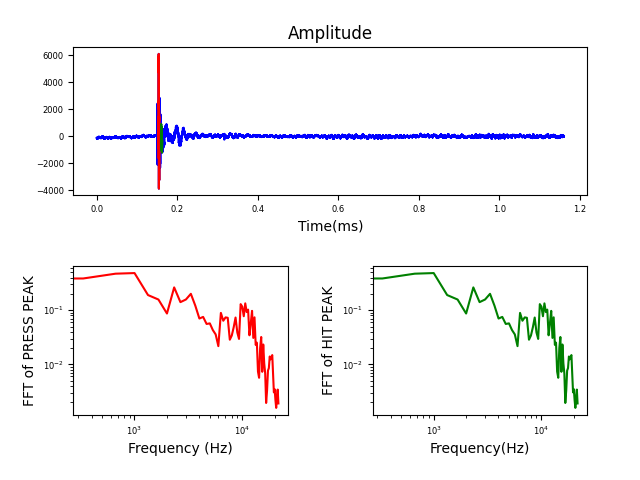 Amplitude
6000
4000
2000
0
−2000
−4000
0.0 0.2 0.4 0.6 0.8 1.0 1.2
Time(ms)
FFT of PRESS PEAK
10⁻¹
10⁻²
10³ 10⁴
Frequency (Hz)
FFT of HIT PEAK
10⁻¹
10⁻²
10³ 10⁴
Frequency(Hz)